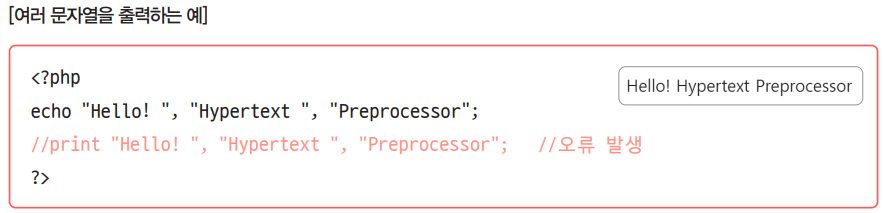 [여러 문자열을 출력하는 예]
<?php
Hello! Hypertext Preprocessor
echo "Hello! ", "Hypertext ", "Preprocessor";
//print "Hello! ", "Hypertext ", "Preprocessor";   //오류 발생
?>